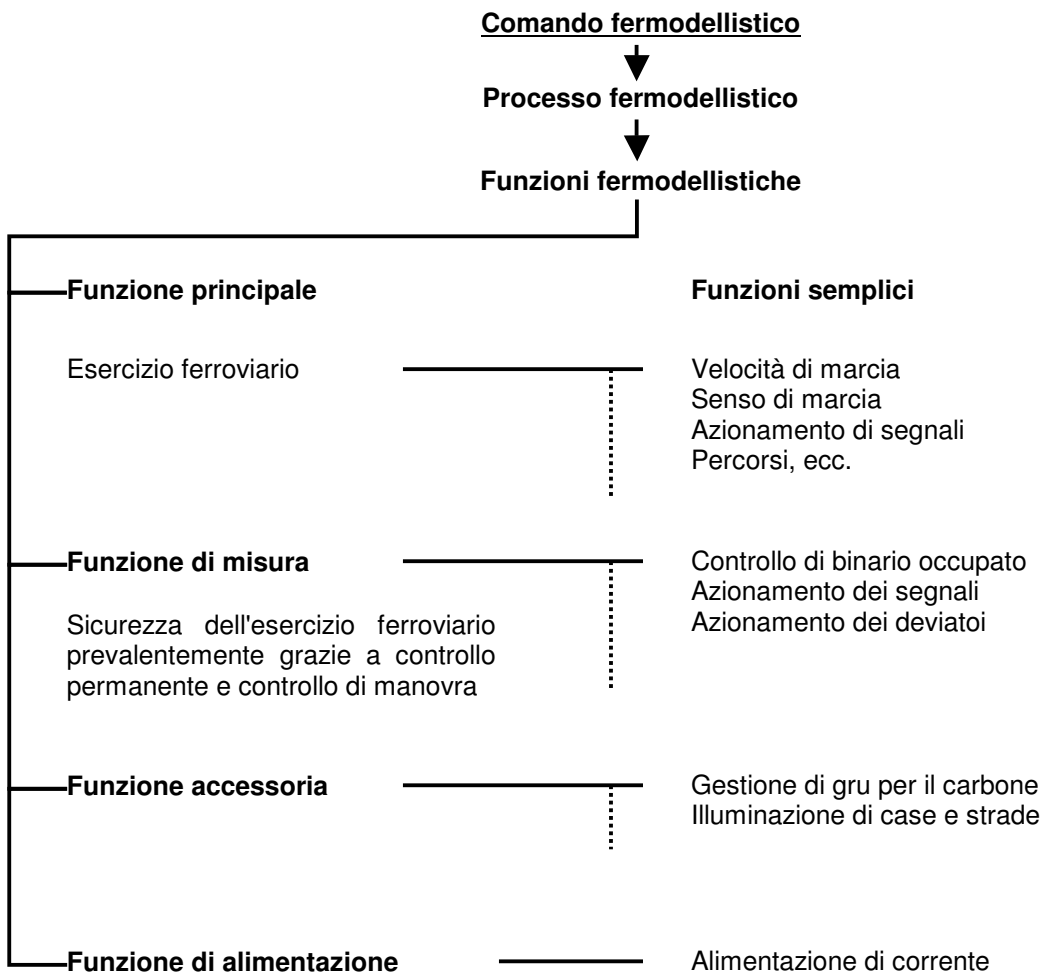 Comando fermodellistico
Processo fermodellistico
Funzioni fermodellistiche
Funzione principale
Funzioni semplici
Esercizio ferroviario
Velocità di marcia
Senso di marcia
Azionamento di segnali
Percorsi, ecc.
Funzione di misura
Controllo di binario occupato
Azionamento dei segnali
Azionamento dei deviatoi
Sicurezza dell'esercizio ferroviario
prevalentemente grazie a controllo
permanente e controllo di manovra
Funzione accessoria
Gestione di gru per il carbone
Illuminazione di case e strade
Funzione di alimentazione
Alimentazione di corrente